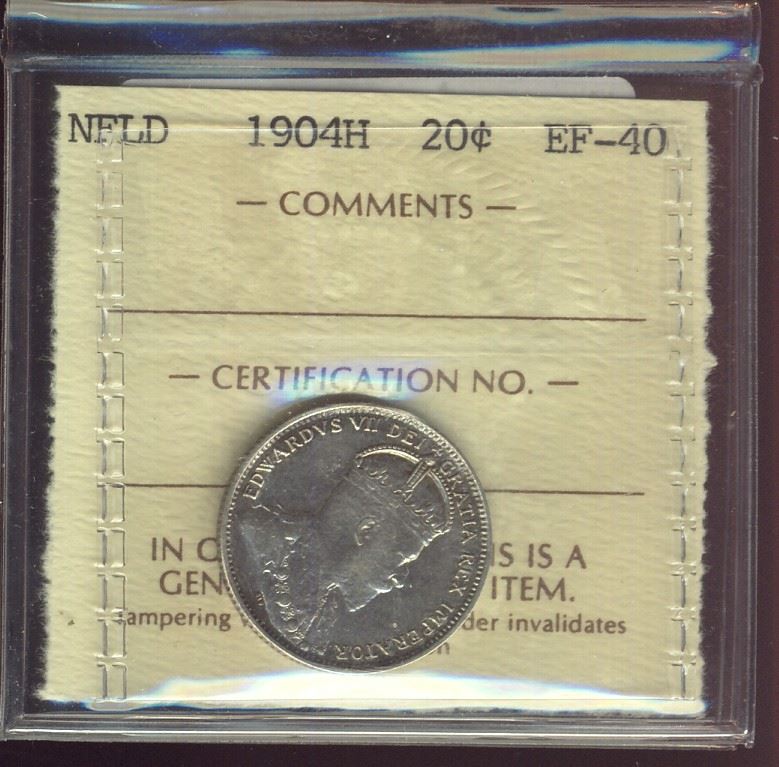 NFLD 1904H 20¢ EF-40
— COMMENTS —
— CERTIFICATION NO. —
EDWARDVS VII DEI GRATIA REX IMPERATOR
IN IS IS A
GEN ITEM.
Tampering der invalidates